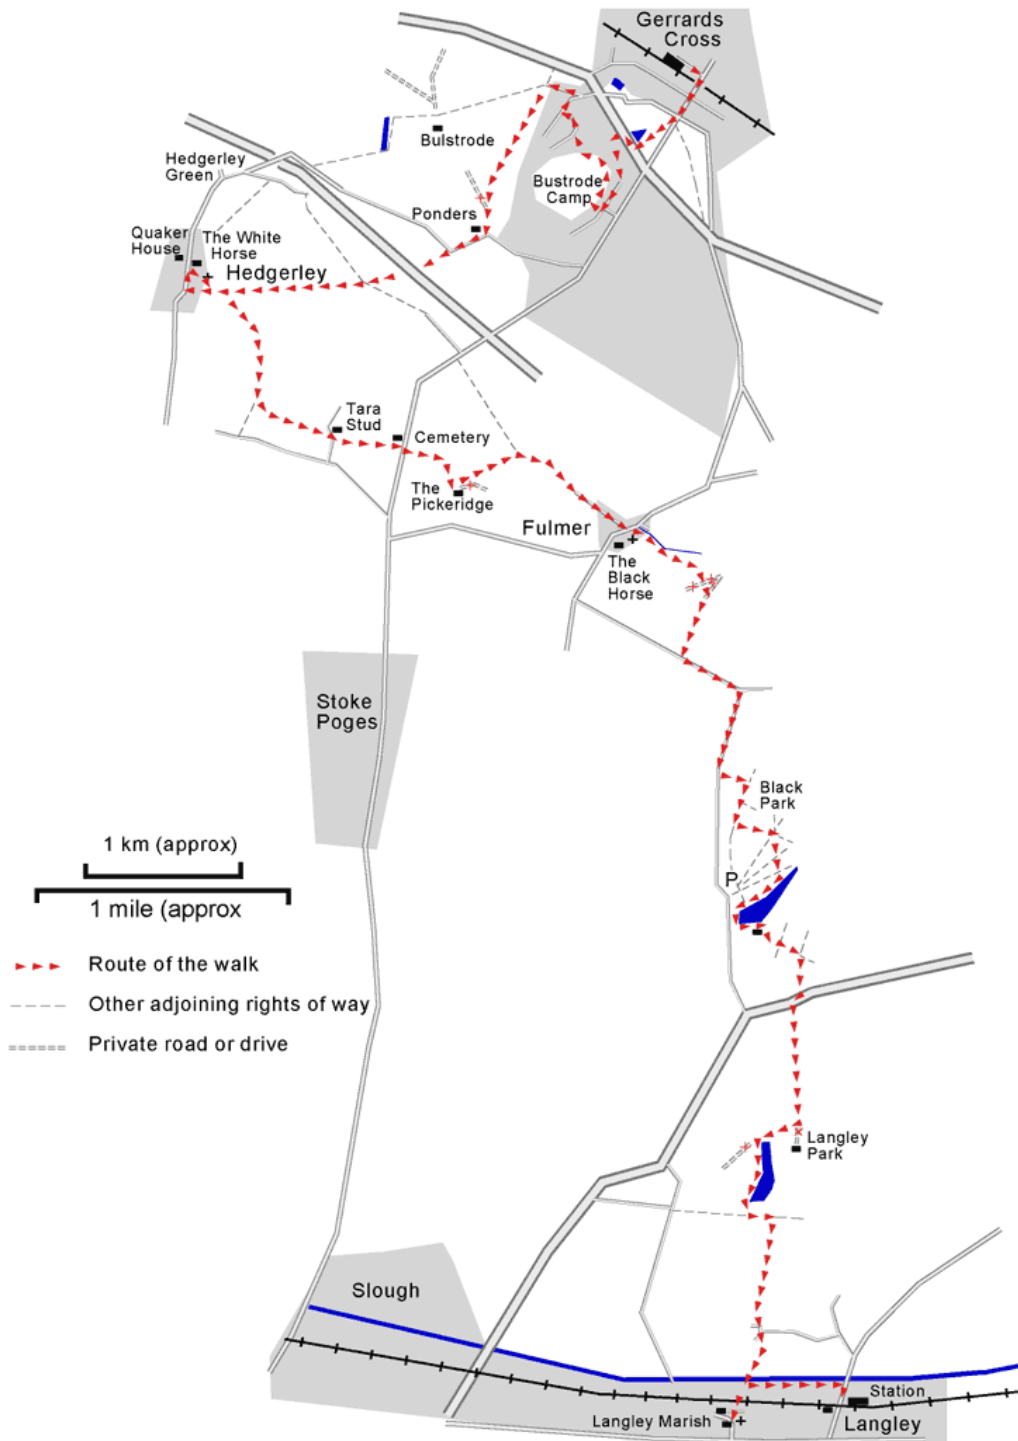 Gerrards
Cross
Bulstrode
Hedgerley
Green
Bustrode
Camp
Ponders
Quaker
House
The White
Horse
Hedgerley
Tara
Stud
Cemetery
The
Pickeridge
Fulmer
The
Black
Horse
Stoke
Poges
Black
Park
P
1 km (approx)
1 mile (approx
Route of the walk
Other adjoining rights of way
Private road or drive
Langley
Park
Slough
Station
Langley Marish
Langley